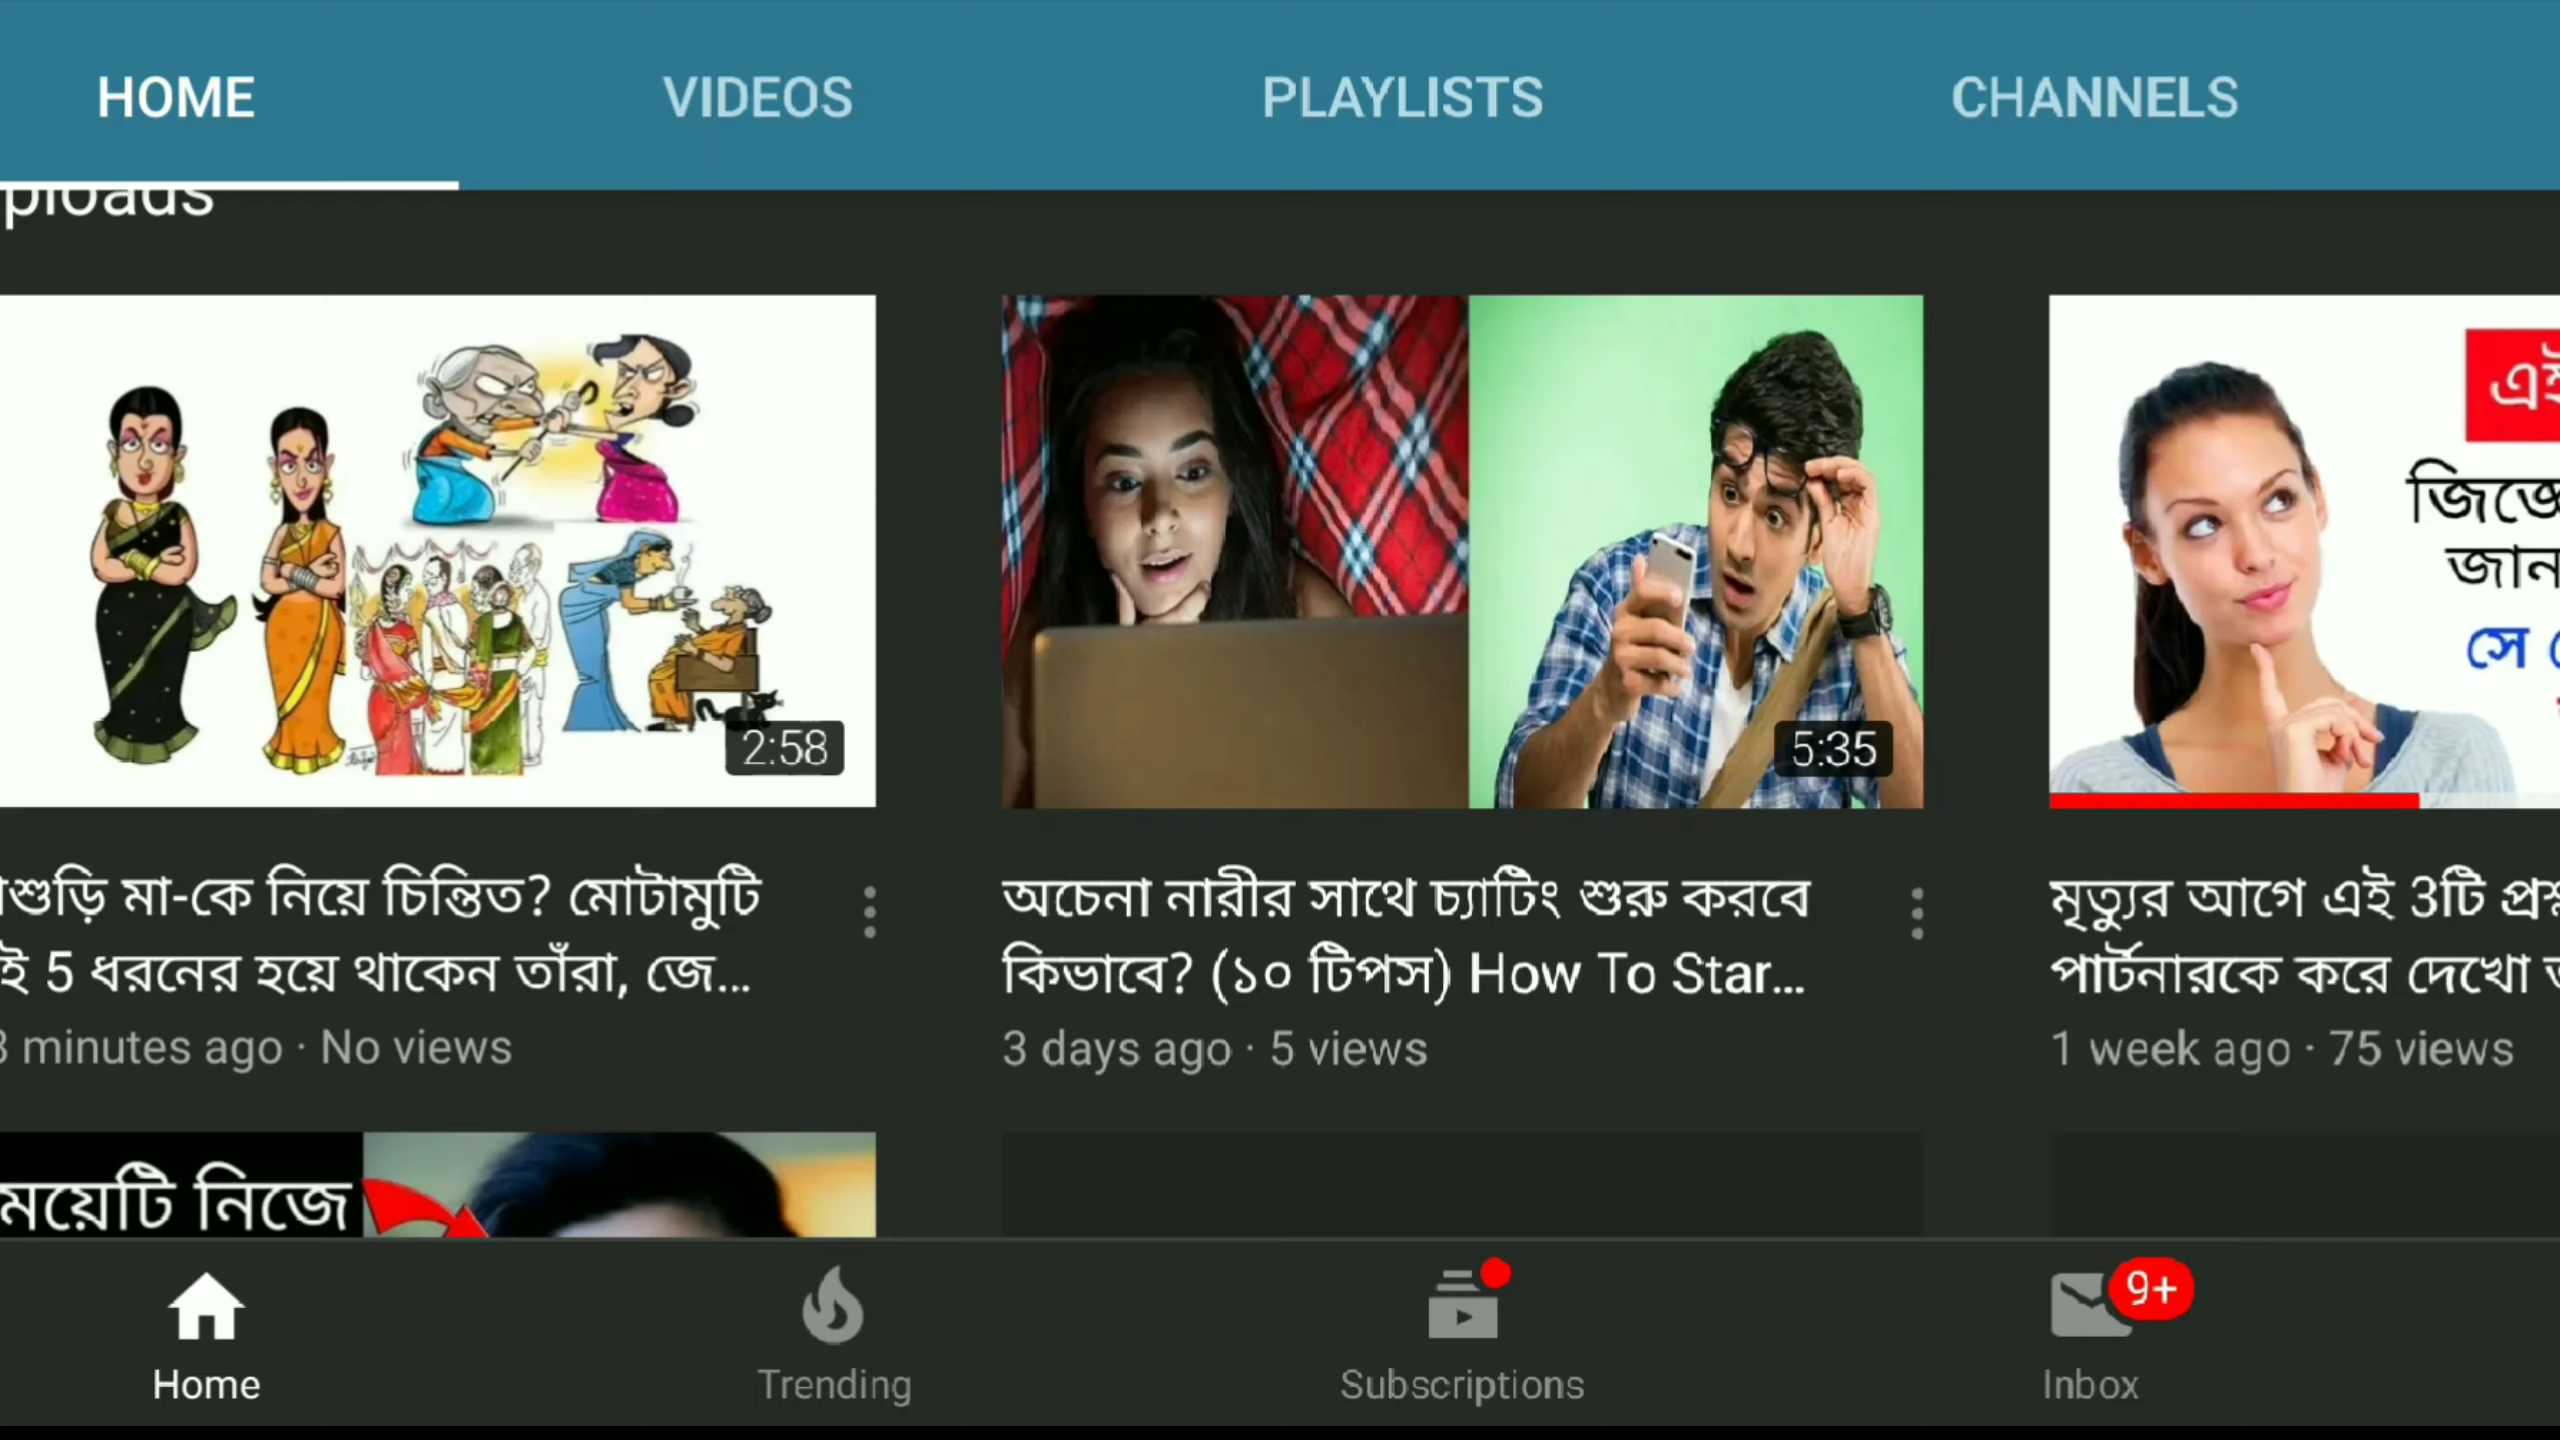 HOME
VIDEOS
PLAYLISTS
CHANNELS
2:58
5:35
জিজ্ঞে
জান
সে
শুড়ি মা-কে নিয়ে চিন্তিত? মোটামুটি
ই 5 ধরনের হয়ে থাকেন তাঁরা, জে...
minutes ago · No views
অচেনা নারীর সাথে চ্যাটিং শুরু করবে
কিভাবে? (১০ টিপস) How To Star...
3 days ago · 5 views
মৃত্যুর আগে এই 3টি
পার্টনারকে করে দেখো
1 week ago · 75 views
ময়েটি নিজে
Home
Trending
Subscriptions
9+
Inbox